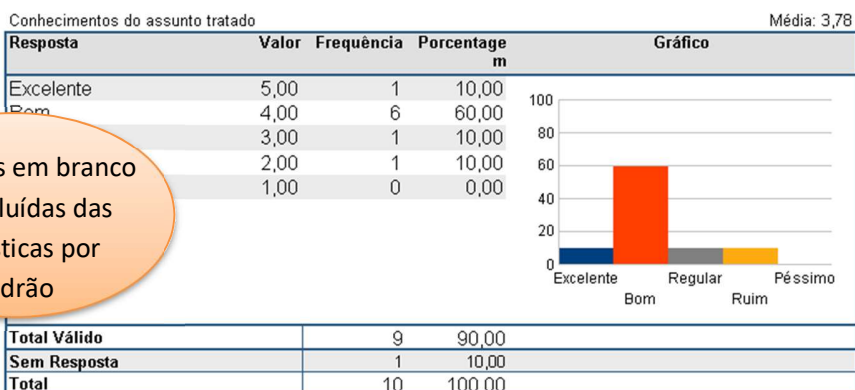 Conhecimentos do assunto tratado Média: 3,78
Resposta Valor Frequência Porcentage
m Gráfico
Excelente 5,00 1 10,00
Bom 4,00 6 60,00
3,00 1 10,00
2,00 1 10,00
1,00 0 0,00
s em branco
luídas das
ticas por
drão
100
80
60
40
20
0
Excelente Regular Péssimo
Bom Ruim
Total Válido 9 90,00
Sem Resposta 1 10,00
Total 10 100,00